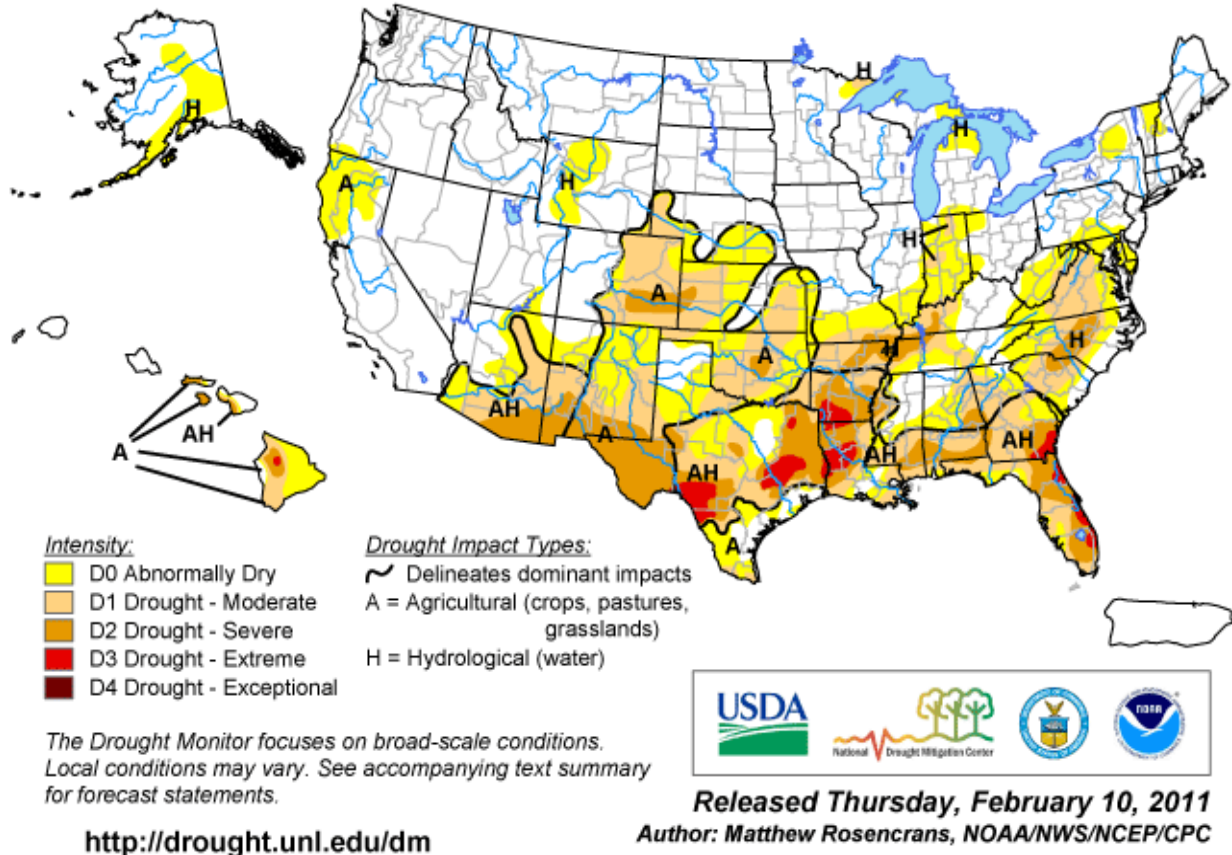 H
H
H
A
H
H
A
A
H
H
AH
A
A
AH
AH
AH
AH
A
A
Intensity:
D0 Abnormally Dry
D1 Drought - Moderate
D2 Drought - Severe
D3 Drought - Extreme
D4 Drought - Exceptional
Drought Impact Types:
Delineates dominant impacts
A = Agricultural (crops, pastures,
grasslands)
H = Hydrological (water)
The Drought Monitor focuses on broad-scale conditions.
Local conditions may vary. See accompanying text summary
for forecast statements.
http://drought.unl.edu/dm
USDA
National Drought Mitigation Center
NOAA
Released Thursday, February 10, 2011
Author: Matthew Rosencrans, NOAA/NWS/NCEP/CPC